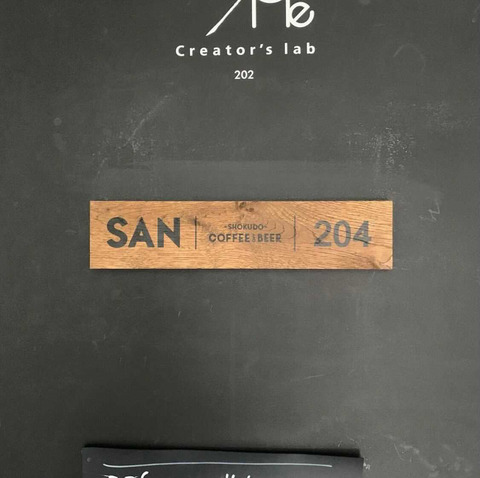 Creator's lab
202
SAN | SHOKUDO COFFEE & BEER | 204